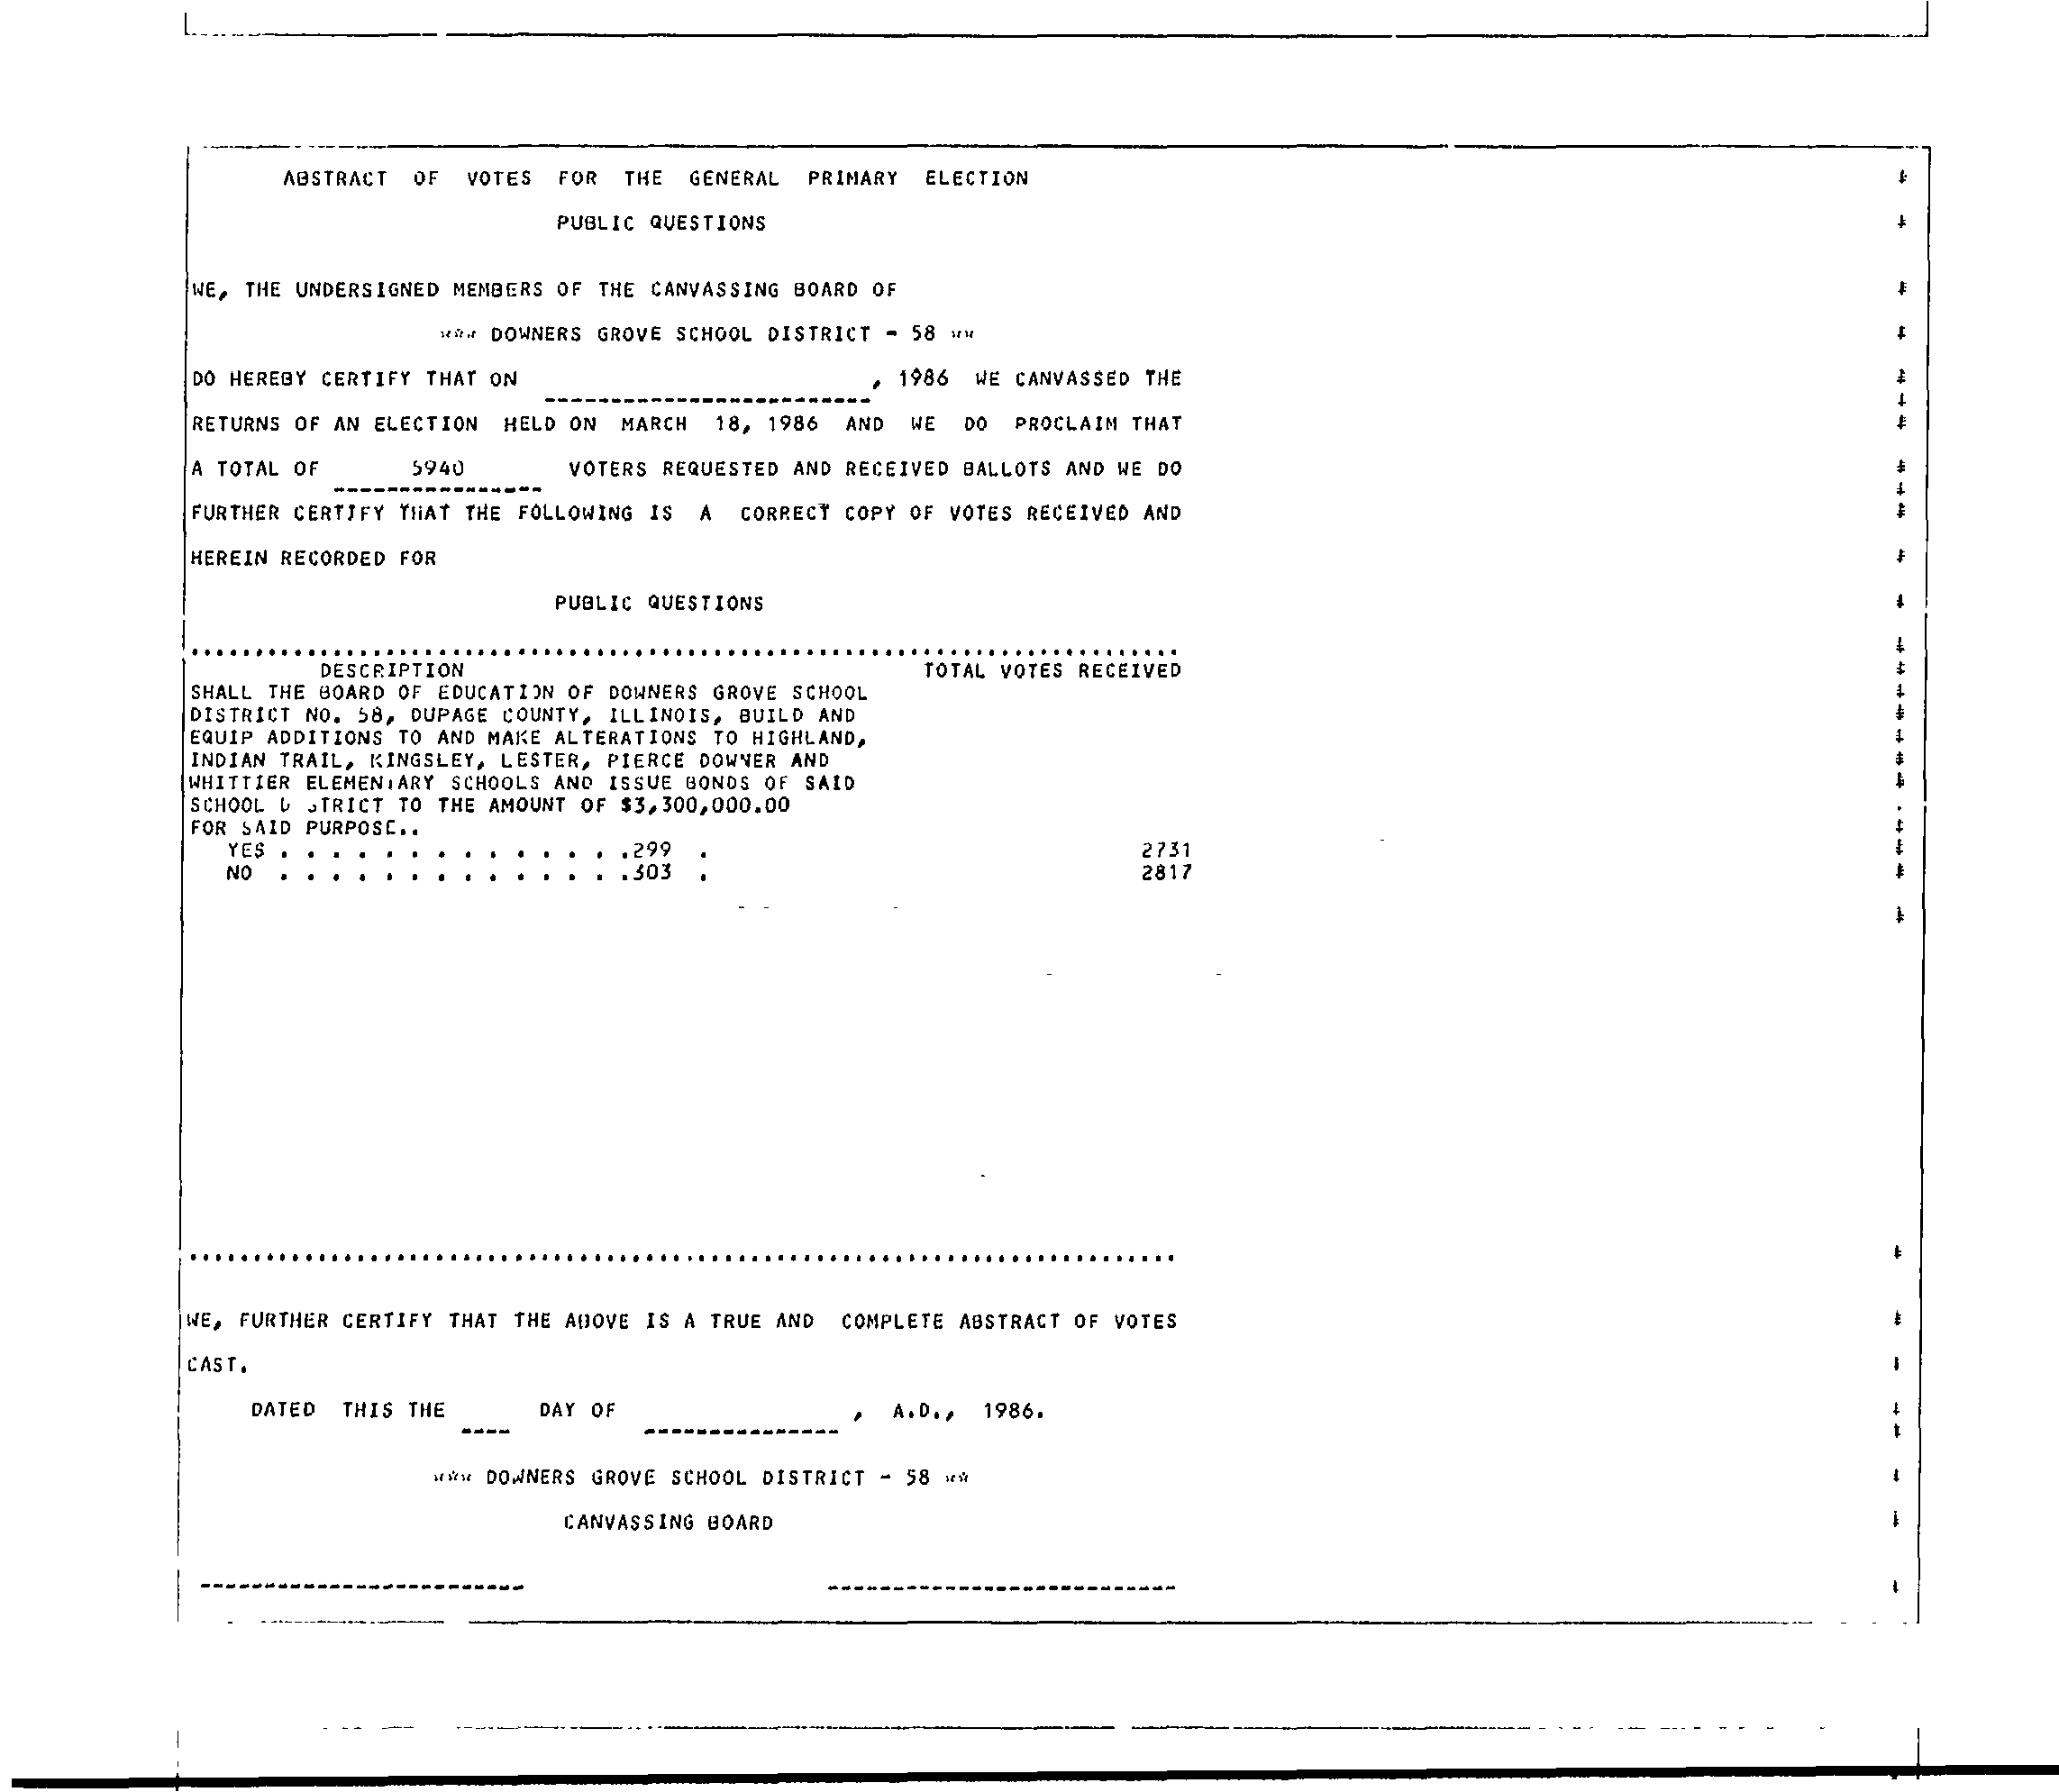 ABSTRACT OF VOTES FOR THE GENERAL PRIMARY ELECTION
PUBLIC QUESTIONS
WE, THE UNDERSIGNED MEMBERS OF THE CANVASSING BOARD OF
*** DOWNERS GROVE SCHOOL DISTRICT - 58 **
DO HEREBY CERTIFY THAT ON _________________________, 1986 WE CANVASSED THE
RETURNS OF AN ELECTION HELD ON MARCH 18, 1986 AND WE DO PROCLAIM THAT
A TOTAL OF 5940 VOTERS REQUESTED AND RECEIVED BALLOTS AND WE DO
FURTHER CERTIFY THAT THE FOLLOWING IS A CORRECT COPY OF VOTES RECEIVED AND
HEREIN RECORDED FOR
PUBLIC QUESTIONS
DESCRIPTION TOTAL VOTES RECEIVED
SHALL THE BOARD OF EDUCATION OF DOWNERS GROVE SCHOOL
DISTRICT NO. 58, DUPAGE COUNTY, ILLINOIS, BUILD AND
EQUIP ADDITIONS TO AND MAKE ALTERATIONS TO HIGHLAND,
INDIAN TRAIL, KINGSLEY, LESTER, PIERCE DOWNER AND
WHITTIER ELEMENTARY SCHOOLS AND ISSUE BONDS OF SAID
SCHOOL DISTRICT TO THE AMOUNT OF $3,300,000.00
FOR SAID PURPOSE..
YES . . . . . . . . . . . . . .299 . 2731
NO . . . . . . . . . . . . . .303 . 2817
WE, FURTHER CERTIFY THAT THE ABOVE IS A TRUE AND COMPLETE ABSTRACT OF VOTES
CAST.
DATED THIS THE ____ DAY OF _______________, A.D., 1986.
*** DOWNERS GROVE SCHOOL DISTRICT - 58 **
CANVASSING BOARD